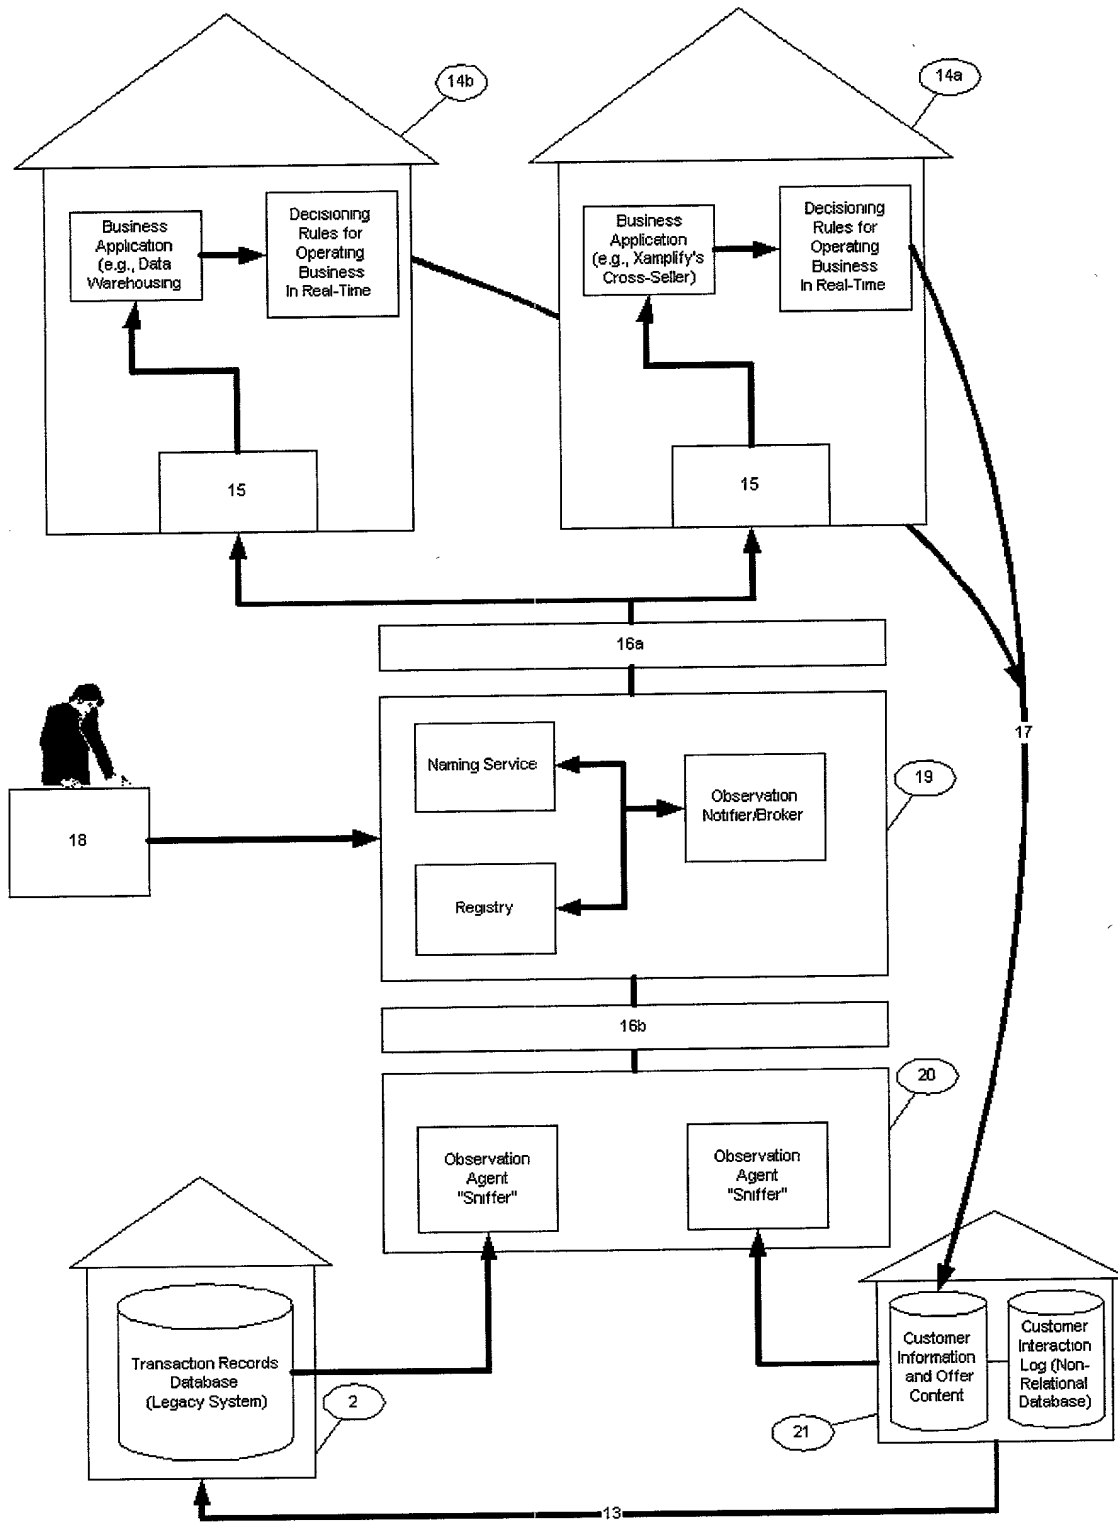 14b
14a
Business
Application
(e.g., Data
Warehousing
Decisioning
Rules for
Operating
Business
In Real-Time
Business
Application
(e.g., Xamplify's
Cross-Seller)
Decisioning
Rules for
Operating
Business
In Real-Time
15
15
16a
17
Naming Service
Observation
Notifier/Broker
19
18
Registry
16b
20
Observation
Agent
"Sniffer"
Observation
Agent
"Sniffer"
Transaction Records
Database
(Legacy System)
2
Customer
Information
and Offer
Content
Customer
Interaction
Log (Non-
Relational
Database)
21
13